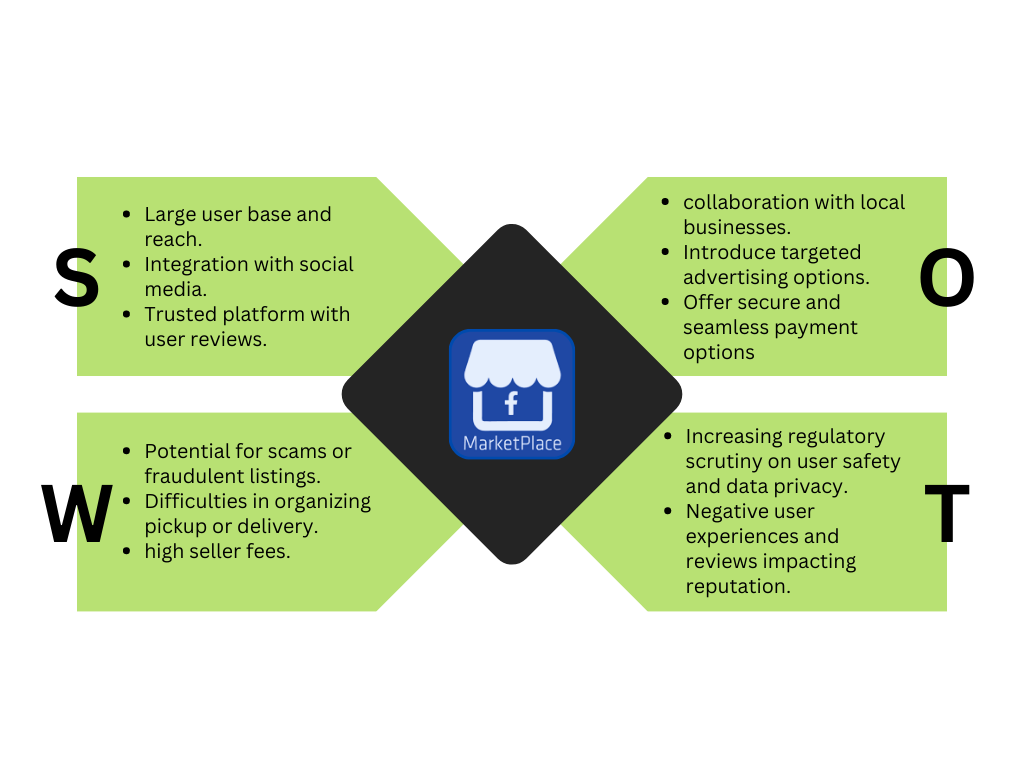 S
• Large user base and
reach.
• Integration with social
media.
• Trusted platform with
user reviews.
O
• collaboration with local
businesses.
• Introduce targeted
advertising options.
• Offer secure and
seamless payment
options
f
MarketPlace
W
• Potential for scams or
fraudulent listings.
• Difficulties in organizing
pickup or delivery.
• high seller fees.
T
• Increasing regulatory
scrutiny on user safety
and data privacy.
• Negative user
experiences and
reviews impacting
reputation.